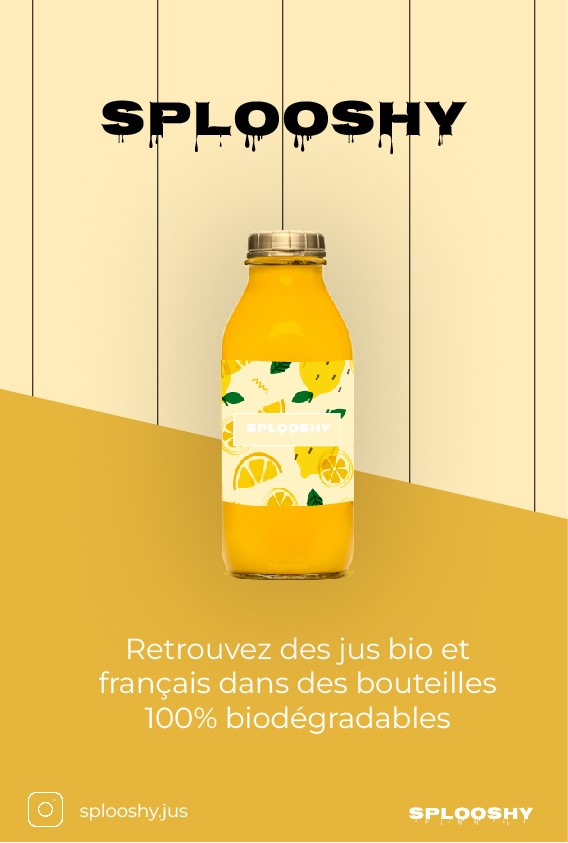 SPLOOSHY
SPLOOSHY
Retrouvez des jus bio et
français dans des bouteilles
100% biodégradables
splooshy.jus
SPLOOSHY